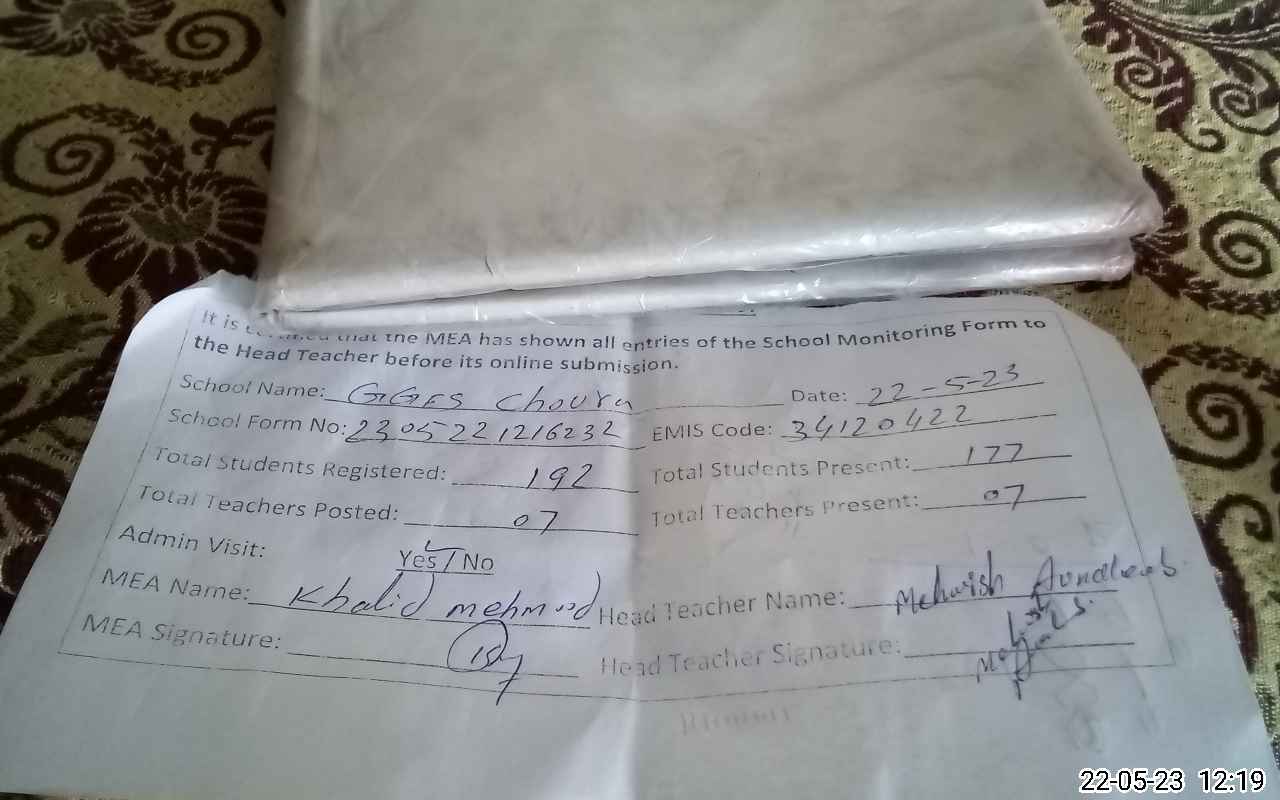 It is certified that the MEA has shown all entries of the School Monitoring Form to
the Head Teacher before its online submission.
School Name: GGES Choura Date: 22-5-23
School Form No: 2305221216232 EMIS Code: 34120422
Total Students Registered: 192 Total Students Present: 177
Total Teachers Posted: 07 Total Teachers Present: 07
Admin Visit: Yes / No
MEA Name: Khalid mehmood Head Teacher Name: Mehwish
MEA Signature: Head Teacher Signature:
22-05-23 12:19